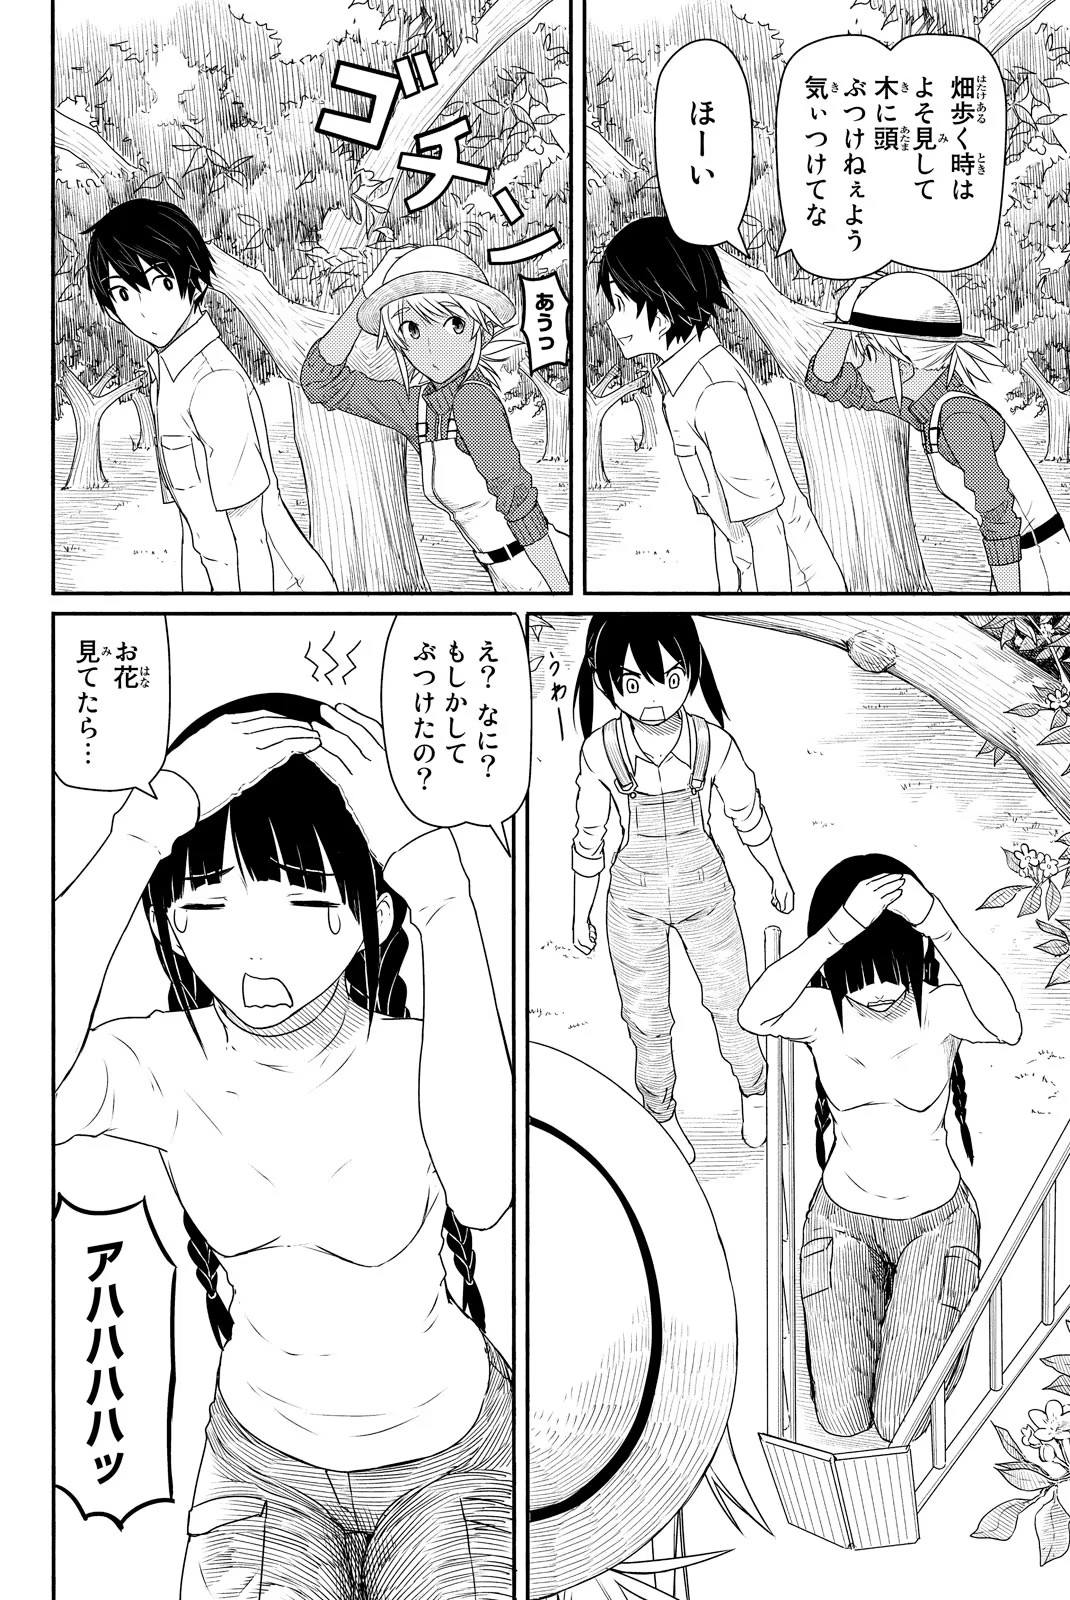 畑歩く時は
よそ見して
木に頭
ぶつけねぇよう
気ぃつけてな
ほーい
ゴチンー
あうっ
うわー
え?なに?
もしかして
ぶつけたの?
お花
見てたら…
アハハハハッ